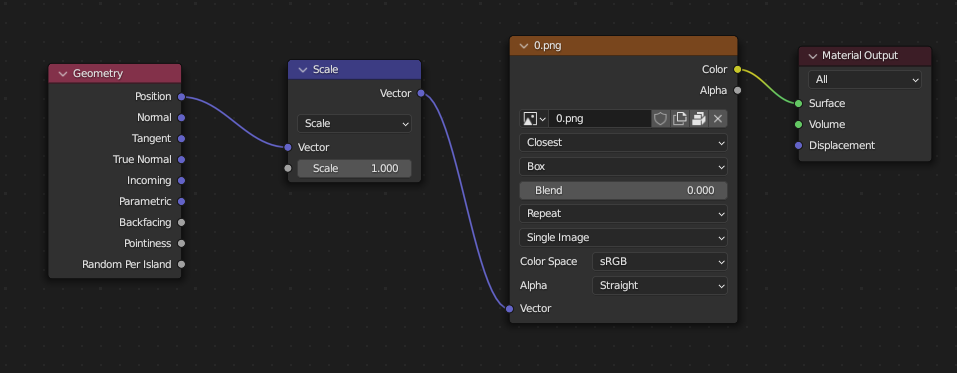 Geometry
Position
Normal
Tangent
True Normal
Incoming
Parametric
Backfacing
Pointiness
Random Per Island
Scale
Vector
Scale
Vector
Scale 1.000
0.png
Color
Alpha
0.png
Closest
Box
Blend 0.000
Repeat
Single Image
Color Space sRGB
Alpha Straight
Vector
Material Output
All
Surface
Volume
Displacement